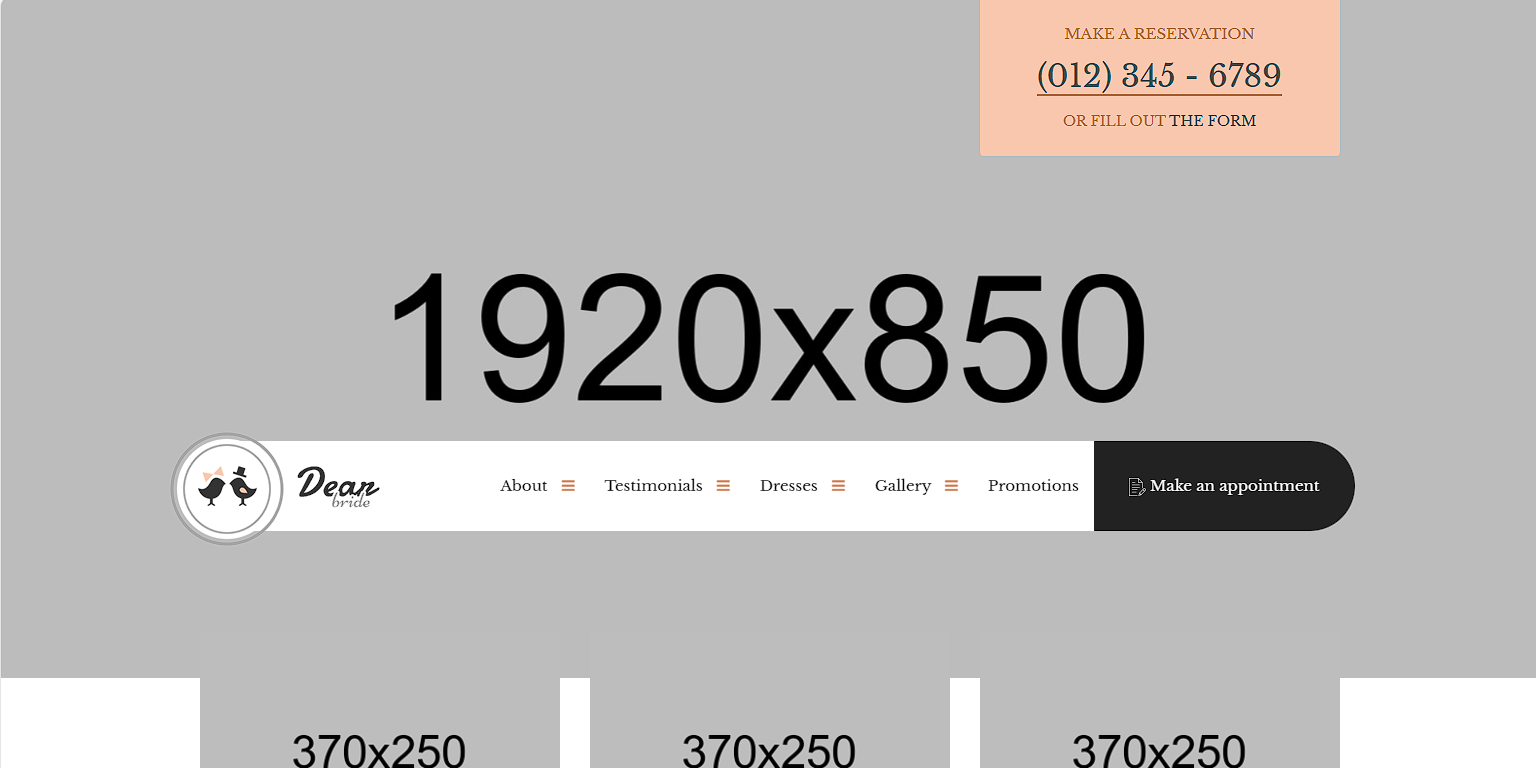 MAKE A RESERVATION
(012) 345 - 6789
OR FILL OUT THE FORM
1920x850
Dear
bride
About
Testimonials
Dresses
Gallery
Promotions
Make an appointment
370x250
370x250
370x250